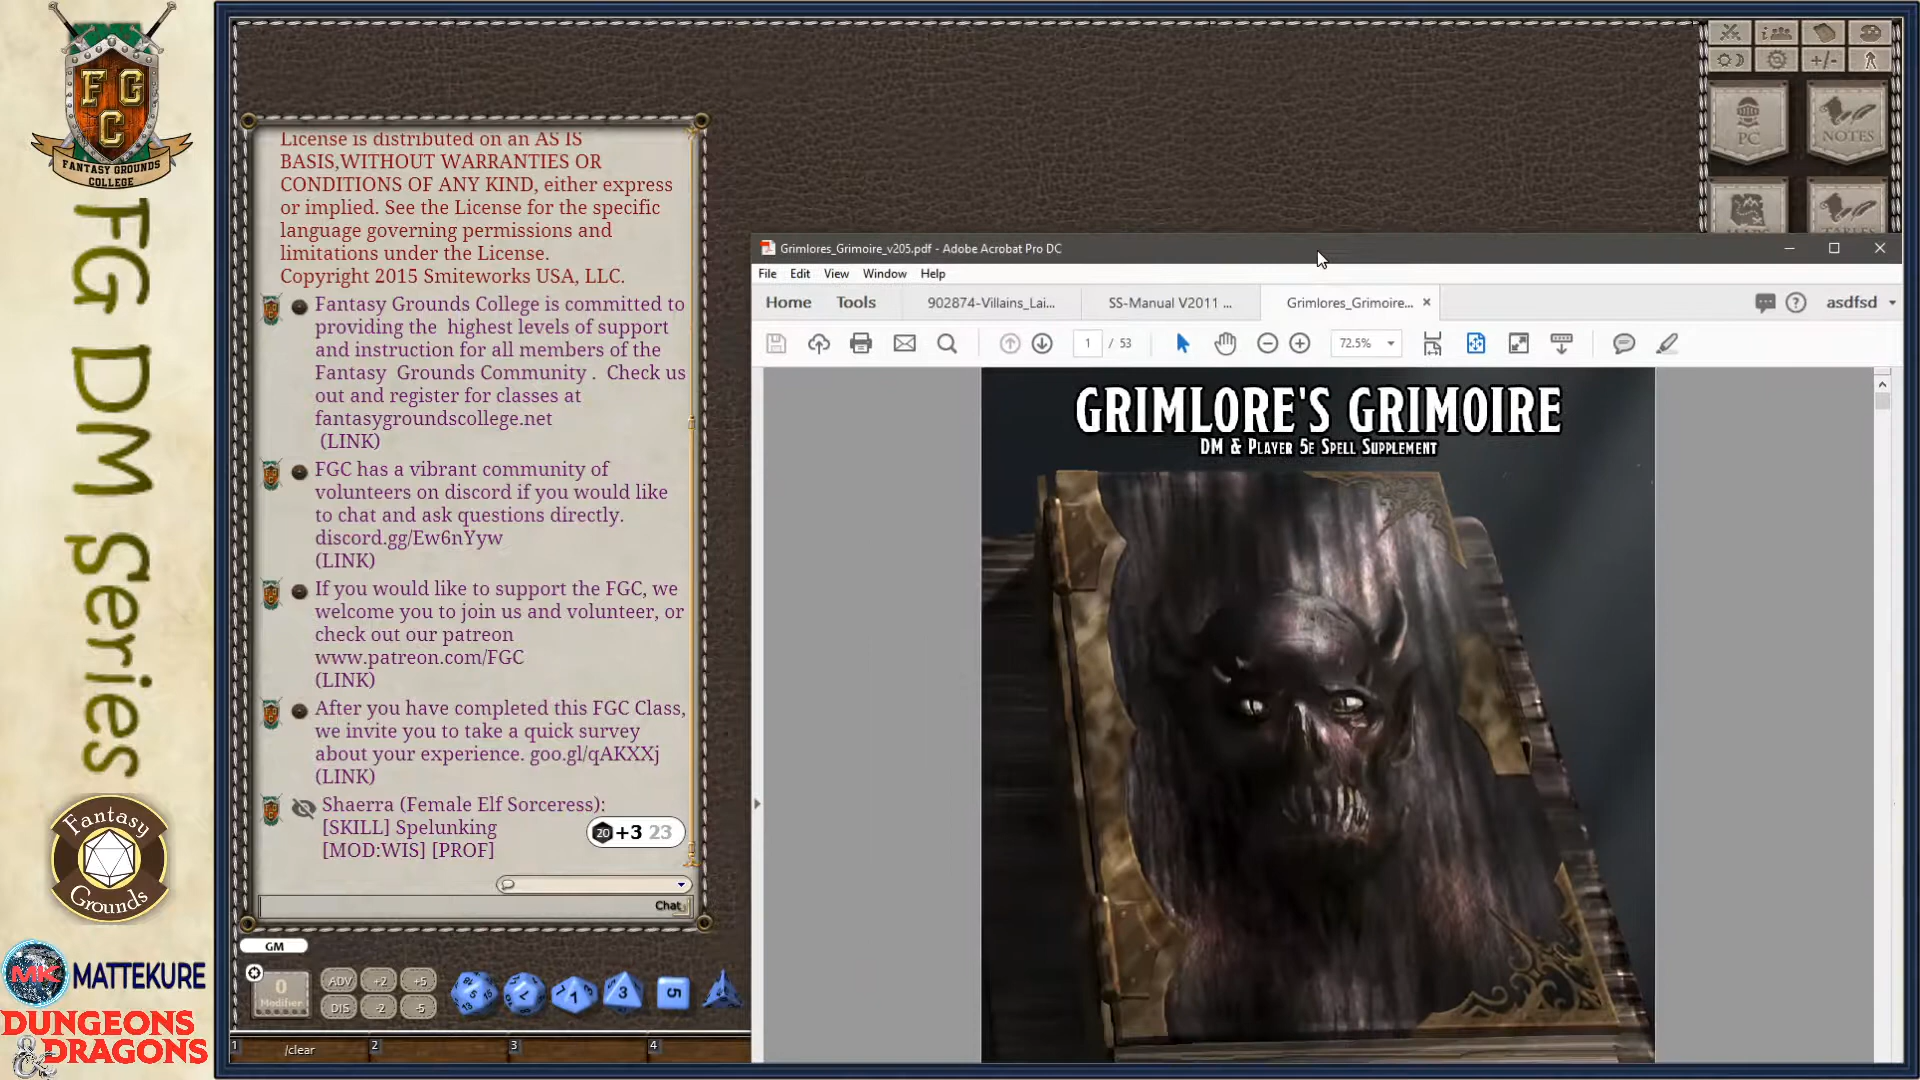 FGC
FANTASY GROUNDS
COLLEGE
FG DM Series
Fantasy
Grounds
MK MATTEKURE
DUNGEONS
& DRAGONS
License is distributed on an AS IS
BASIS,WITHOUT WARRANTIES OR
CONDITIONS OF ANY KIND, either express
or implied. See the License for the specific
language governing permissions and
limitations under the License.
Copyright 2015 Smiteworks USA, LLC.
Fantasy Grounds College is committed to
providing the  highest levels of support
and instruction for all members of the
Fantasy  Grounds Community .  Check us
out and register for classes at
fantasygroundscollege.net
(LINK)
FGC has a vibrant community of
volunteers on discord if you would like
to chat and ask questions directly.
discord.gg/Ew6nYyw
(LINK)
If you would like to support the FGC, we
welcome you to join us and volunteer, or
check out our patreon
www.patreon.com/FGC
(LINK)
After you have completed this FGC Class,
we invite you to take a quick survey
about your experience. goo.gl/qAKXXj
(LINK)
Shaerra (Female Elf Sorceress):
[SKILL] Spelunking
[MOD:WIS] [PROF]
20 +3 23
Chat
GM
0
Modifier
ADV +2 +5
DIS -2 -5
1 /clear 2 3 4
+/-
PC NOTES
TABLES
Grimlores_Grimoire_v205.pdf - Adobe Acrobat Pro DC
File Edit View Window Help
Home Tools 902874-Villains_Lai... SS-Manual V2011 ... Grimlores_Grimoire... × asdfsd
1 / 53 72.5%
GRIMLORE'S GRIMOIRE
DM & PLAYER 5E SPELL SUPPLEMENT